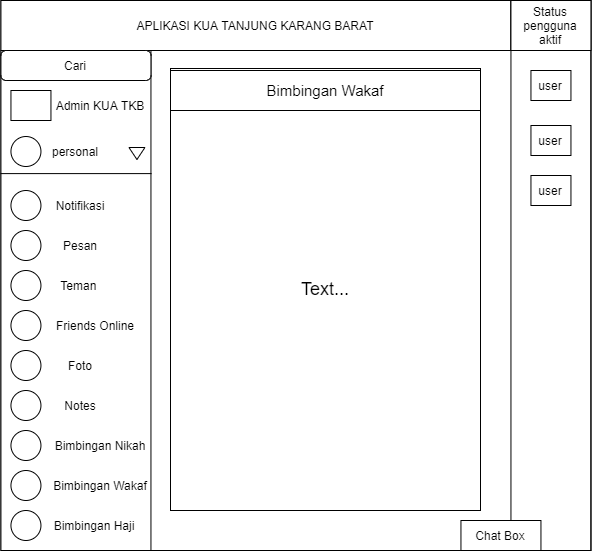 APLIKASI KUA TANJUNG KARANG BARAT
Status
pengguna
aktif
Cari
Admin KUA TKB
personal
Notifikasi
Pesan
Teman
Friends Online
Foto
Notes
Bimbingan Nikah
Bimbingan Wakaf
Bimbingan Haji
Bimbingan Wakaf
Text...
user
user
user
Chat Box